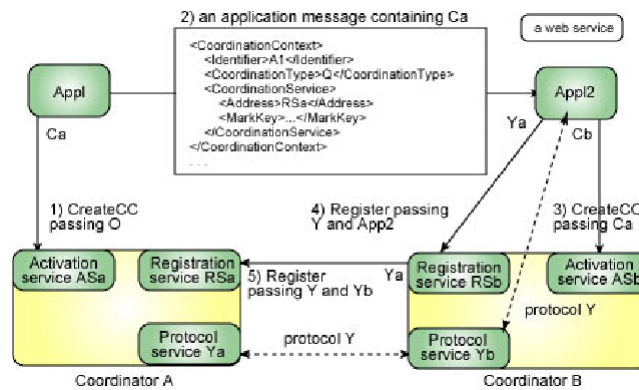 2) an application message containing Ca
a web service
<CoordinationContext>
<Identifier>A1</Identifier>
<CoordinationType>Q</CoordinationType>
<CoordinationService>
<Address>RSa</Address>
<MarkKey>...</MarkKey>
</CoordinationService>
</CoordinationContext>
. . .
Appl
Appl2
Ca
Ya
Cb
1) CreateCC
passing O
4) Register passing
Y and App2
3) CreateCC
passing Ca
Activation
service ASa
Registration
service RSa
5) Register
passing Y and Yb
Ya
Registration
service RSb
Activation
service ASb
protocol Y
Protocol
service Ya
protocol Y
Protocol
service Yb
Coordinator A
Coordinator B